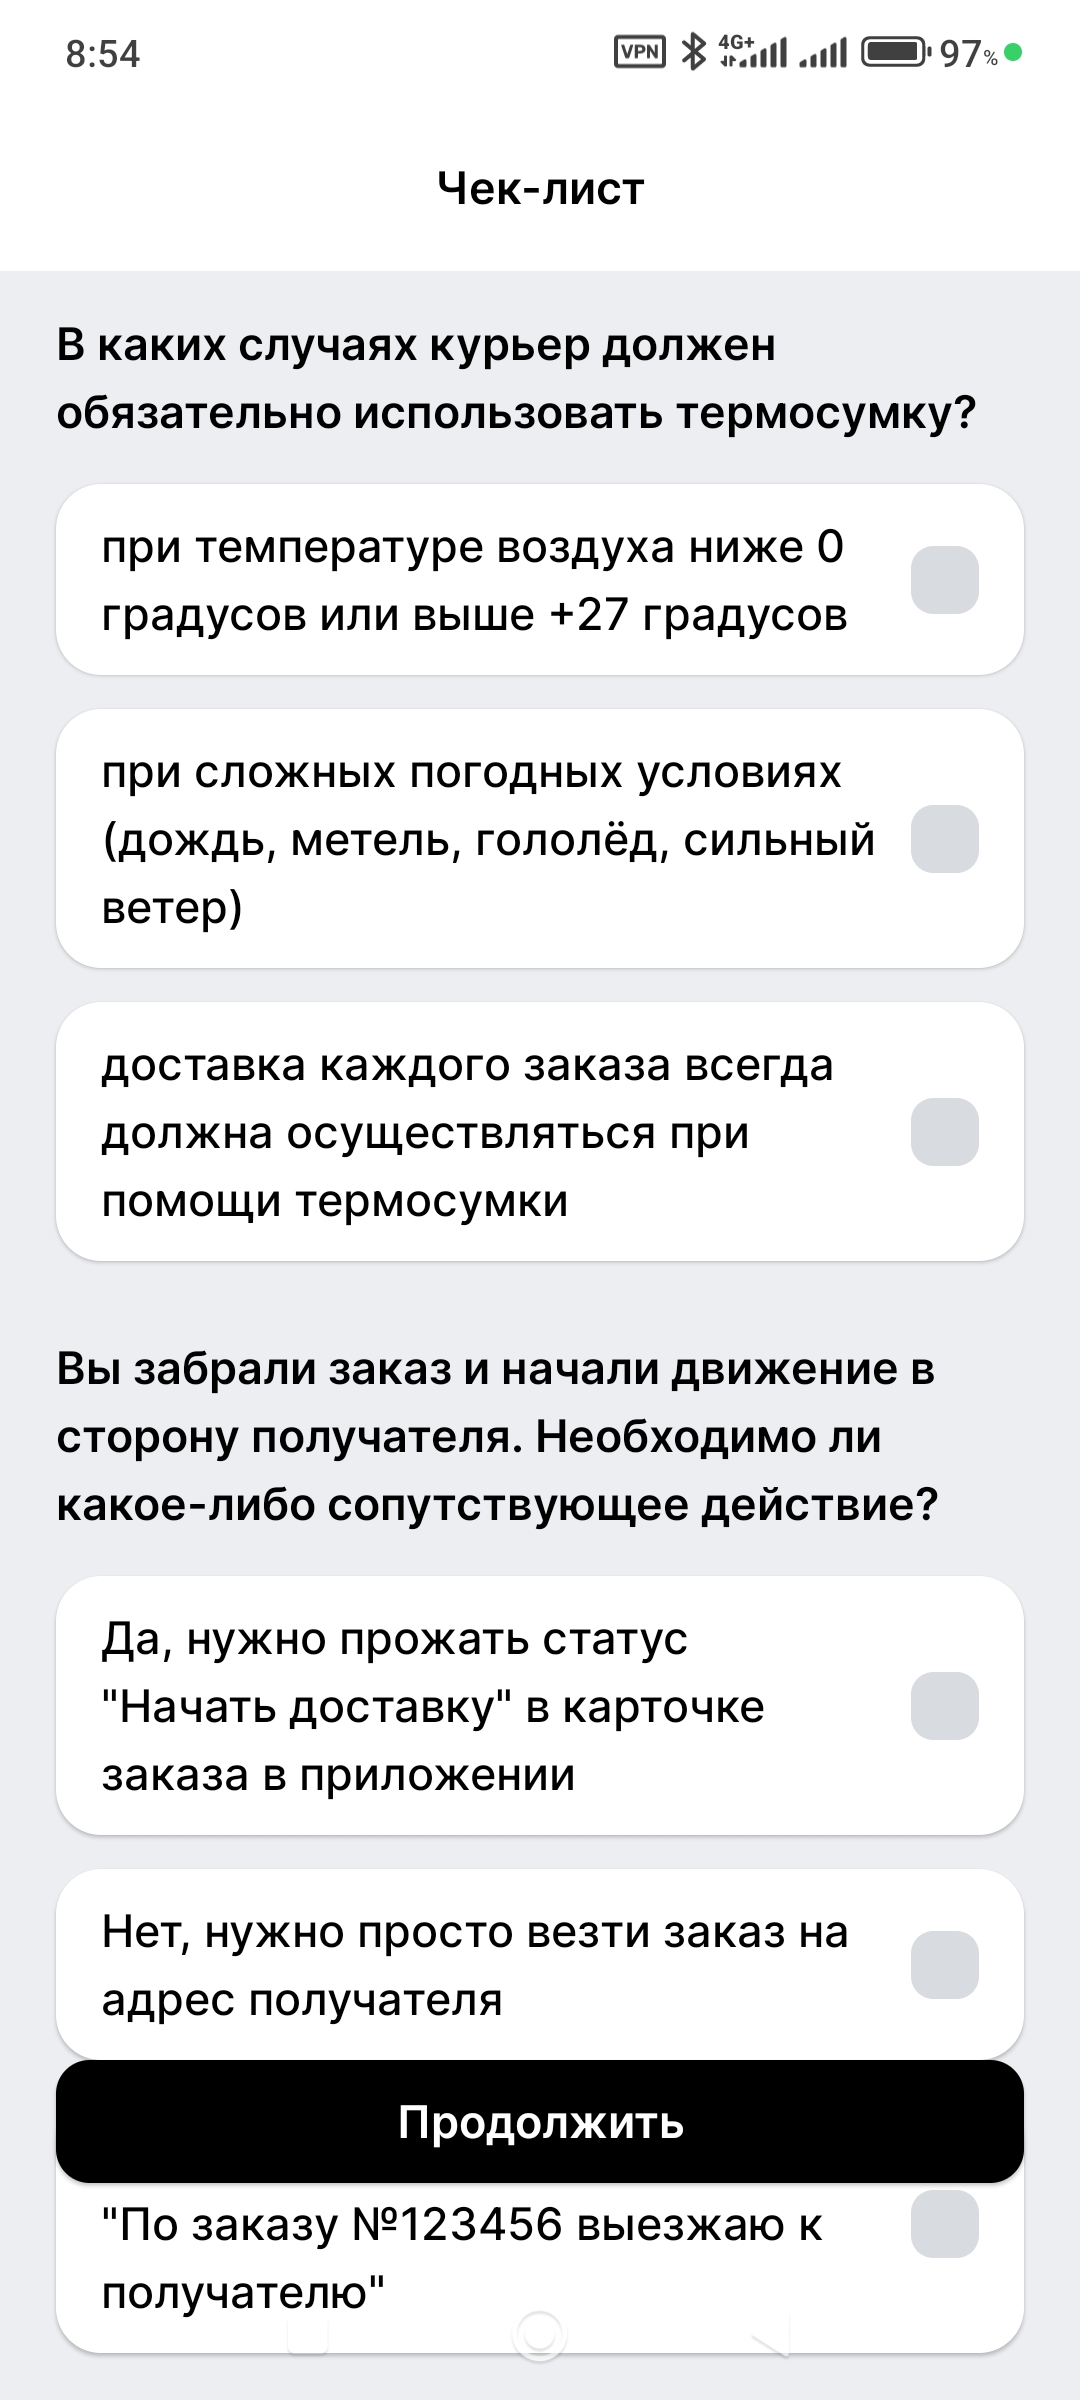 8:54
VPN 4G+ 97%
Чек-лист
В каких случаях курьер должен
обязательно использовать термосумку?
при температуре воздуха ниже 0
градусов или выше +27 градусов
при сложных погодных условиях
(дождь, метель, гололёд, сильный
ветер)
доставка каждого заказа всегда
должна осуществляться при
помощи термосумки
Вы забрали заказ и начали движение в
сторону получателя. Необходимо ли
какое-либо сопутствующее действие?
Да, нужно прожать статус
"Начать доставку" в карточке
заказа в приложении
Нет, нужно просто везти заказ на
адрес получателя
Продолжить
"По заказу №123456 выезжаю к
получателю"